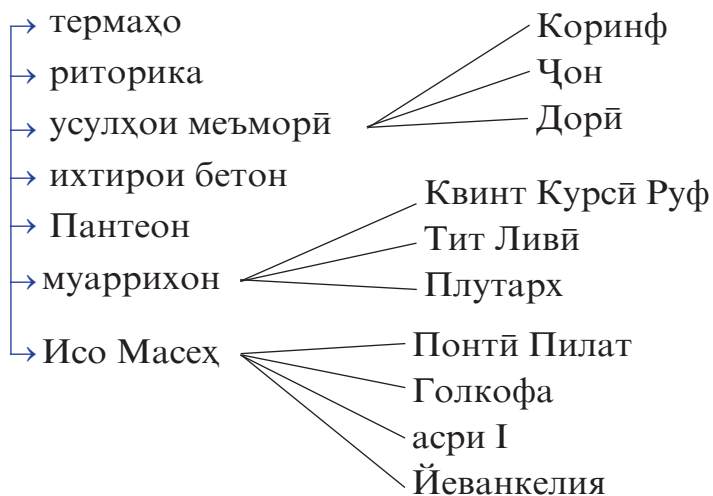 термаҳо
риторика
усулҳои меъморӣ
Коринф
Ҷон
Дорӣ
ихтирои бетон
Пантеон
муаррихон
Квинт Курсӣ Руф
Тит Ливӣ
Плутарх
Исо Масеҳ
Понтӣ Пилат
Голкофа
асри I
Йеванкелия